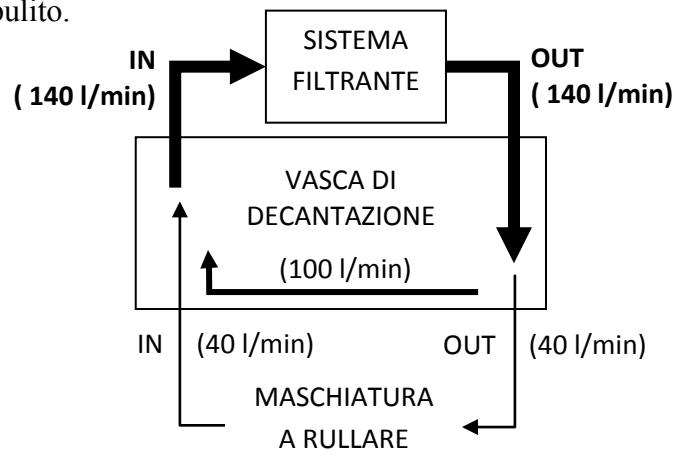 pulito.
SISTEMA
FILTRANTE
IN
( 140 l/min)
OUT
( 140 l/min)
VASCA DI
DECANTAZIONE
(100 l/min)
IN
(40 l/min)
OUT
(40 l/min)
MASCHIATURA
A RULLARE